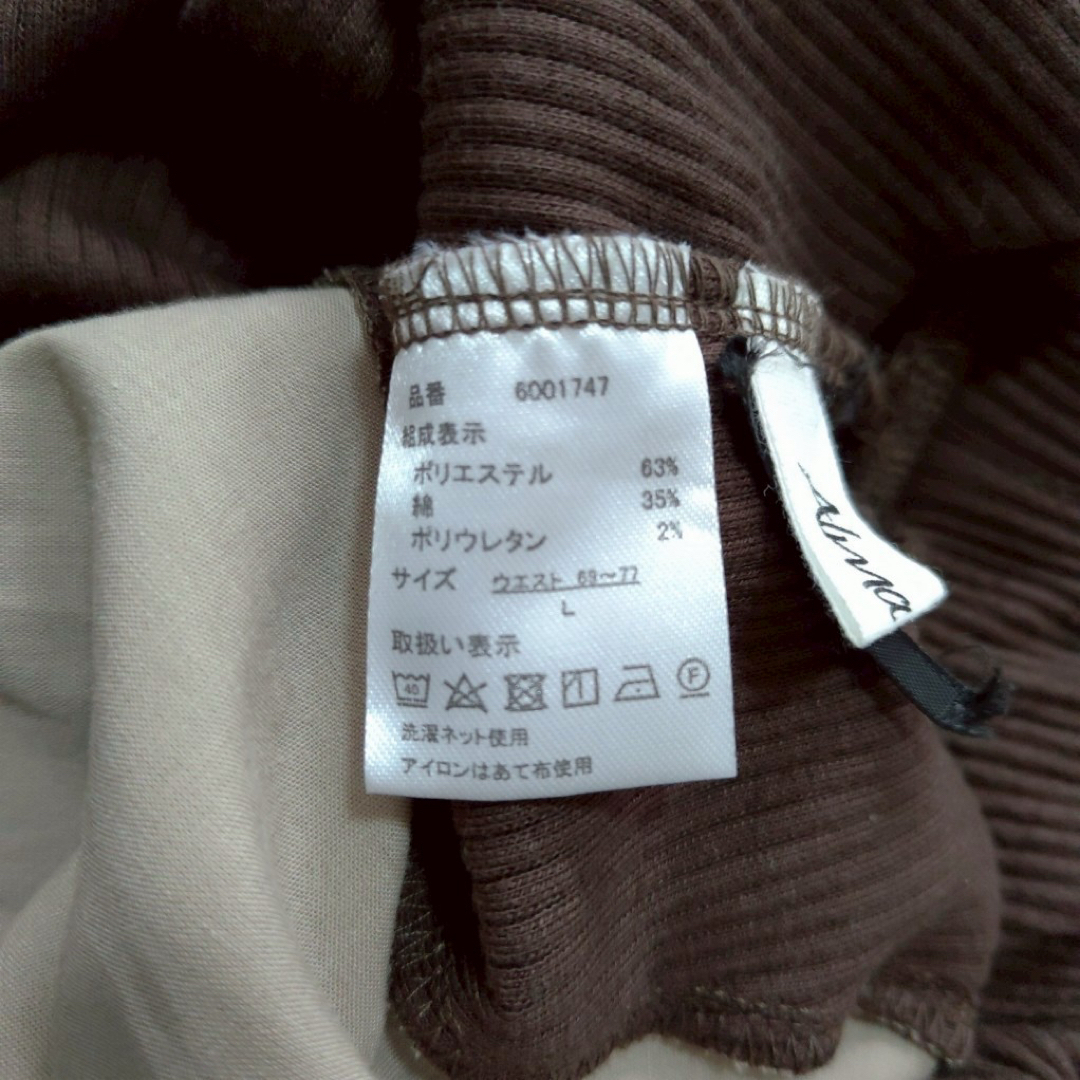 品番 6001747
組成表示
ポリエステル 63%
綿 35%
ポリウレタン 2%
サイズ ウエスト 69~77
L
取扱い表示
40 F
洗濯ネット使用
アイロンはあて布使用